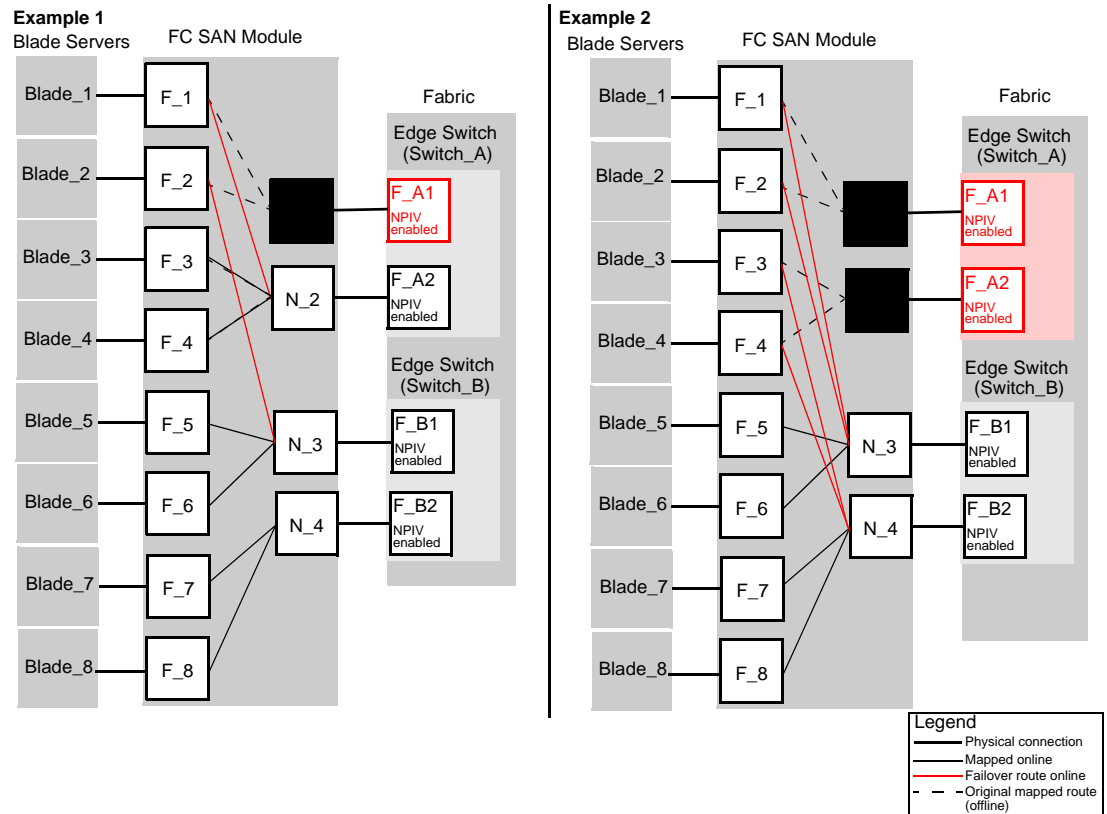 Example 1
Blade Servers
FC SAN Module
Blade_1
F_1
Fabric
Edge Switch
(Switch_A)
Blade_2
F_2
F_A1
NPIV
enabled
Blade_3
F_3
N_2
F_A2
NPIV
enabled
Blade_4
F_4
Edge Switch
(Switch_B)
Blade_5
F_5
N_3
F_B1
NPIV
enabled
Blade_6
F_6
N_4
F_B2
NPIV
enabled
Blade_7
F_7
Blade_8
F_8
Example 2
Blade Servers
FC SAN Module
Blade_1
F_1
Fabric
Edge Switch
(Switch_A)
Blade_2
F_2
F_A1
NPIV
enabled
Blade_3
F_3
F_A2
NPIV
enabled
Blade_4
F_4
Edge Switch
(Switch_B)
Blade_5
F_5
N_3
F_B1
NPIV
enabled
Blade_6
F_6
N_4
F_B2
NPIV
enabled
Blade_7
F_7
Blade_8
F_8
Legend
Physical connection
Mapped online
Failover route online
Original mapped route
(offline)